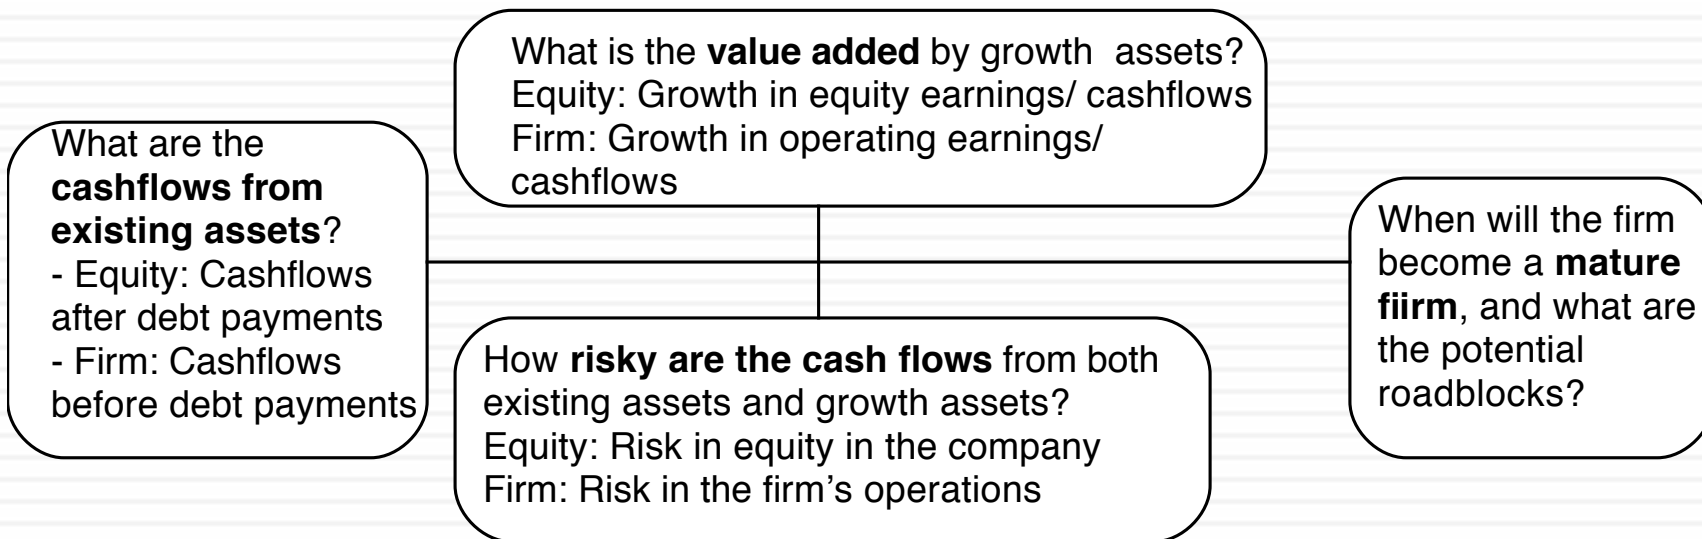 What is the value added by growth  assets?
Equity: Growth in equity earnings/ cashflows
Firm: Growth in operating earnings/
cashflows
What are the
cashflows from
existing assets?
- Equity: Cashflows
after debt payments
- Firm: Cashflows
before debt payments
When will the firm
become a mature
fiirm, and what are
the potential
roadblocks?
How risky are the cash flows from both
existing assets and growth assets?
Equity: Risk in equity in the company
Firm: Risk in the firm’s operations